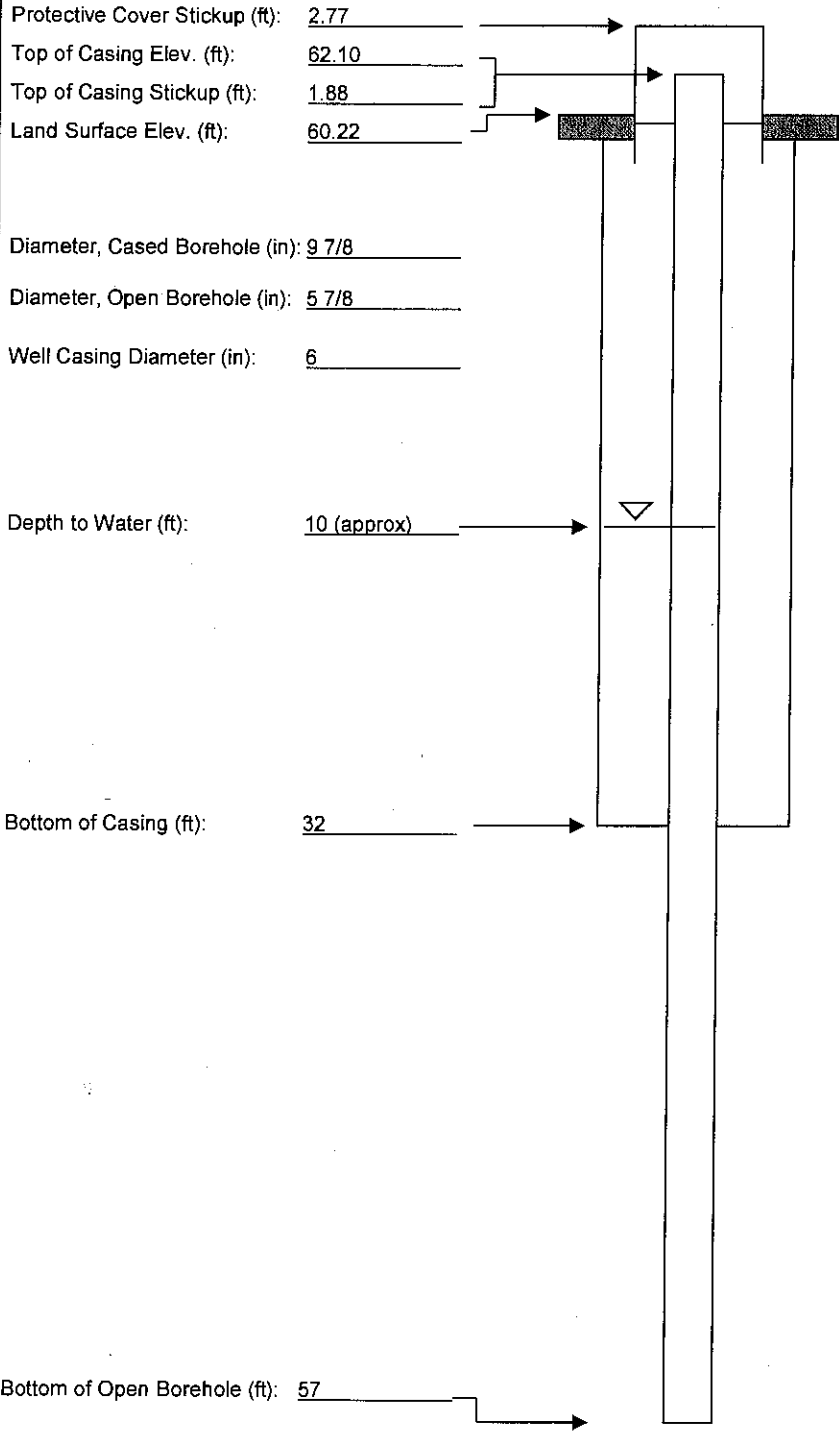 Protective Cover Stickup (ft): 2.77
Top of Casing Elev. (ft): 62.10
Top of Casing Stickup (ft): 1.88
Land Surface Elev. (ft): 60.22
Diameter, Cased Borehole (in): 9 7/8
Diameter, Open Borehole (in): 5 7/8
Well Casing Diameter (in): 6
Depth to Water (ft): 10 (approx)
Bottom of Casing (ft): 32
Bottom of Open Borehole (ft): 57